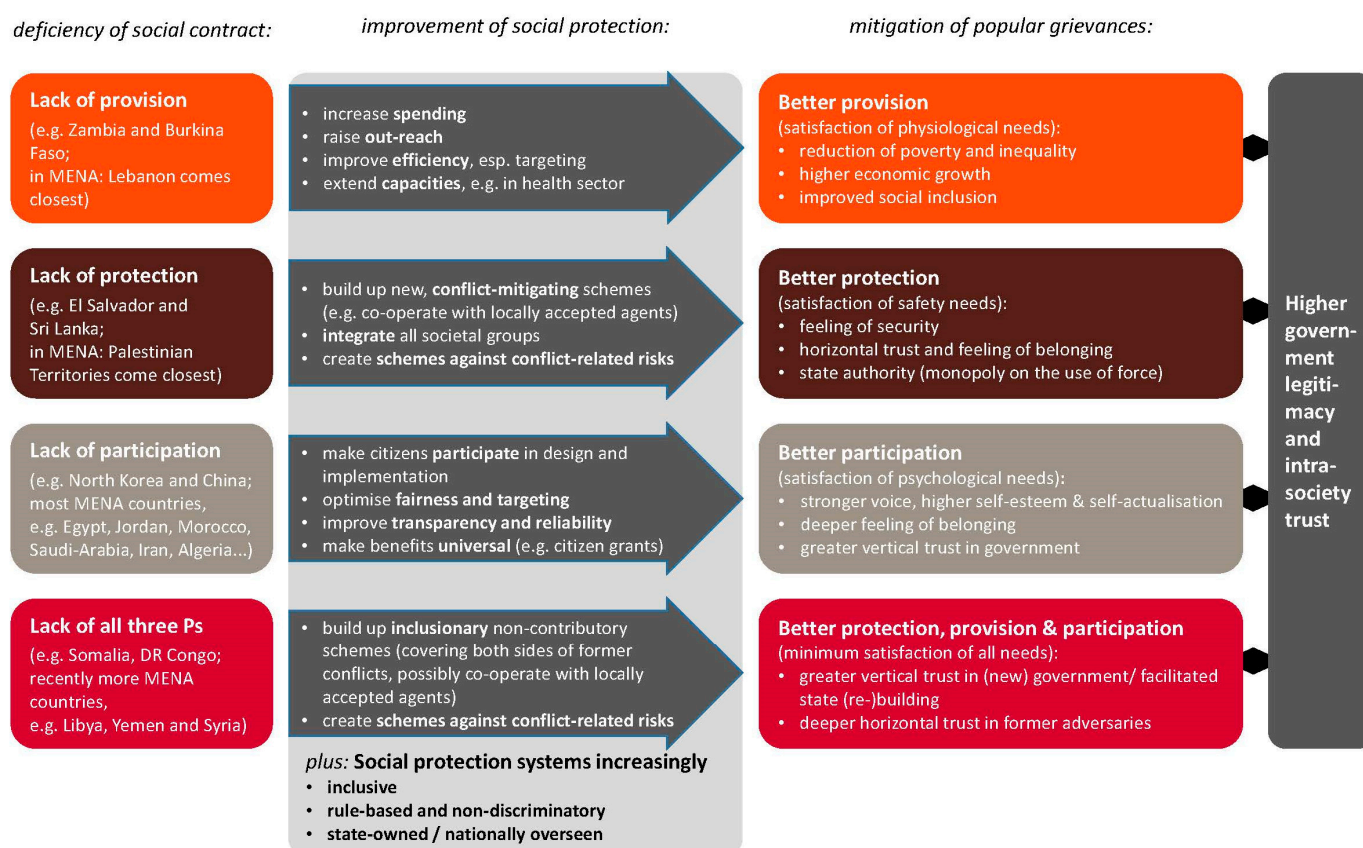 deficiency of social contract:
improvement of social protection:
mitigation of popular grievances:
Lack of provision
(e.g. Zambia and Burkina
Faso;
in MENA: Lebanon comes
closest)
• increase spending
• raise out-reach
• improve efficiency, esp. targeting
• extend capacities, e.g. in health sector
Better provision
(satisfaction of physiological needs):
• reduction of poverty and inequality
• higher economic growth
• improved social inclusion
Lack of protection
(e.g. El Salvador and
Sri Lanka;
in MENA: Palestinian
Territories come closest)
• build up new, conflict-mitigating schemes
(e.g. co-operate with locally accepted agents)
• integrate all societal groups
• create schemes against conflict-related risks
Better protection
(satisfaction of safety needs):
• feeling of security
• horizontal trust and feeling of belonging
• state authority (monopoly on the use of force)
Lack of participation
(e.g. North Korea and China;
most MENA countries,
e.g. Egypt, Jordan, Morocco,
Saudi-Arabia, Iran, Algeria...)
• make citizens participate in design and
implementation
• optimise fairness and targeting
• improve transparency and reliability
• make benefits universal (e.g. citizen grants)
Better participation
(satisfaction of psychological needs):
• stronger voice, higher self-esteem & self-actualisation
• deeper feeling of belonging
• greater vertical trust in government
Lack of all three Ps
(e.g. Somalia, DR Congo;
recently more MENA
countries,
e.g. Libya, Yemen and Syria)
• build up inclusionary non-contributory
schemes (covering both sides of former
conflicts, possibly co-operate with locally
accepted agents)
• create schemes against conflict-related risks
Better protection, provision & participation
(minimum satisfaction of all needs):
• greater vertical trust in (new) government/ facilitated
state (re-)building
• deeper horizontal trust in former adversaries
plus: Social protection systems increasingly
• inclusive
• rule-based and non-discriminatory
• state-owned / nationally overseen
Higher
govern-
ment
legiti-
macy
and
intra-
society
trust